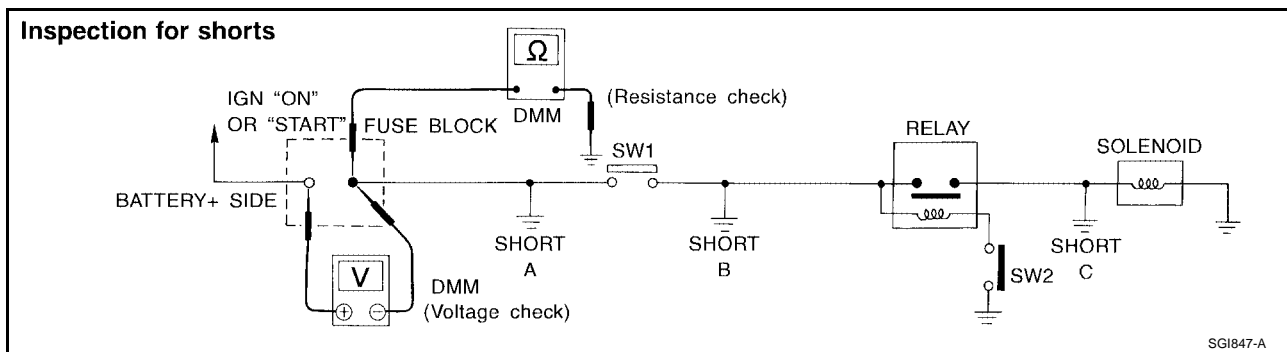 Inspection for shorts
IGN “ON”
OR “START”
FUSE BLOCK
BATTERY+ SIDE
Ω
DMM
(Resistance check)
V
+ −
DMM
(Voltage check)
SHORT
A
SW1
SHORT
B
RELAY
SW2
SHORT
C
SOLENOID
SGI847-A